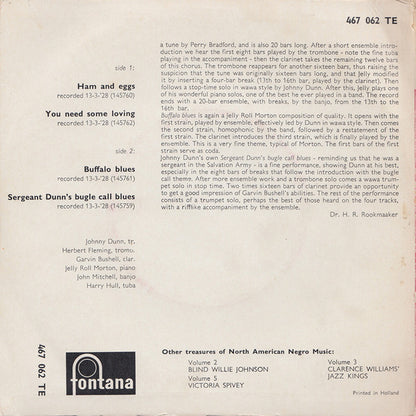 467 062 TE
side 1:
Ham and eggs
recorded 13-3-'28 (145760)
You need some loving
recorded 13-3-'28 (145762)
side 2:
Buffalo blues
recorded 13-3-'28 (145761)
Sergeant Dunn's bugle call blues
recorded 13-3-'28 (145759)
Johnny Dunn, tr.
Herbert Fleming, tromb.
Garvin Bushell, clar.
Jelly Roll Morton, piano
John Mitchell, banjo
Harry Hull, tuba
a tune by Perry Bradford, and is also 20 bars long. After a short ensemble intro-
duction we hear the first eight bars played by the trombone - note the fine tuba
playing in the accompaniment - then the clarinet takes the remaining twelve bars
of this chorus. The trombone reappears for another sixteen bars, thus raising the
suspicion that the tune was originally sixteen bars long, and that Jelly modified
it by inserting a four-bar break (13th to 16th bar, played by the clarinet). Then
follows a stop-time solo in wawa style by Johnny Dunn. After this, Jelly plays one
of his wonderful piano solos, one of the best he ever played in a band. The record
ends with a 20-bar ensemble, with breaks, by the banjo, from the 13th to the
16th bar.
Buffalo blues is again a Jelly Roll Morton composition of quality. It opens with the
first strain, played by ensemble, effectively led by Dunn in wawa style. Then comes
the second strain, homophonic by the band, followed by a restatement of the
first strain. The clarinet introduces the third strain, which is finally played by the
ensemble. This is a very fine theme, typical of Morton. The first bars of the first
strain serve as coda.
Johnny Dunn's own Sergeant Dunn's bugle call blues - reminding us that he was a
sergeant in the Salvation Army - is a fine performance, showing Dunn at his best,
especially in the eight bars of breaks that follow the introduction with the bugle
call theme. After more ensemble work and a trombone solo comes a wawa trum-
pet solo in stop time. Two times sixteen bars of clarinet provide an opportunity
to get a good impression of Garvin Bushell's abilities. The rest of the performance
consists of a trumpet solo, perhaps the best of those heard on the four tracks,
with a rifflike accompaniment by the ensemble.
Dr. H. R. Rookmaaker
467 062 TE
fontana
Other treasures of North American Negro Music:
Volume 2
BLIND WILLIE JOHNSON
Volume 5
VICTORIA SPIVEY
Volume 3
CLARENCE WILLIAMS'
JAZZ KINGS
Printed in Holland